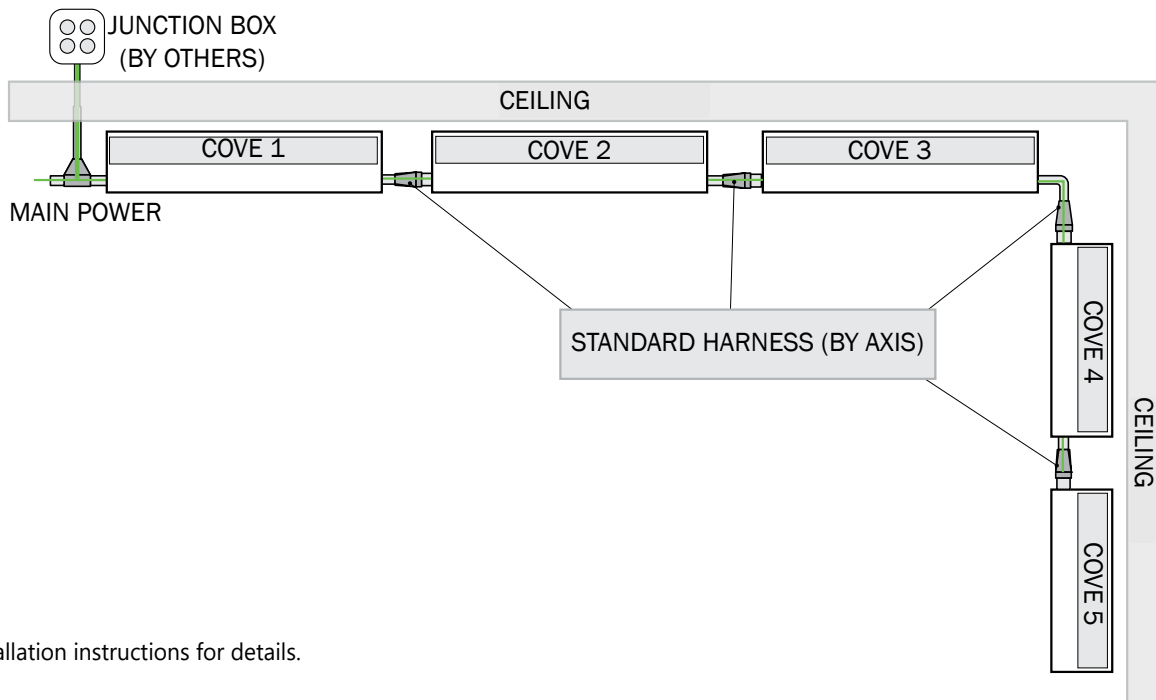 JUNCTION BOX
(BY OTHERS)
CEILING
COVE 1
COVE 2
COVE 3
MAIN POWER
STANDARD HARNESS (BY AXIS)
COVE 4
CEILING
COVE 5
allation instructions for details.